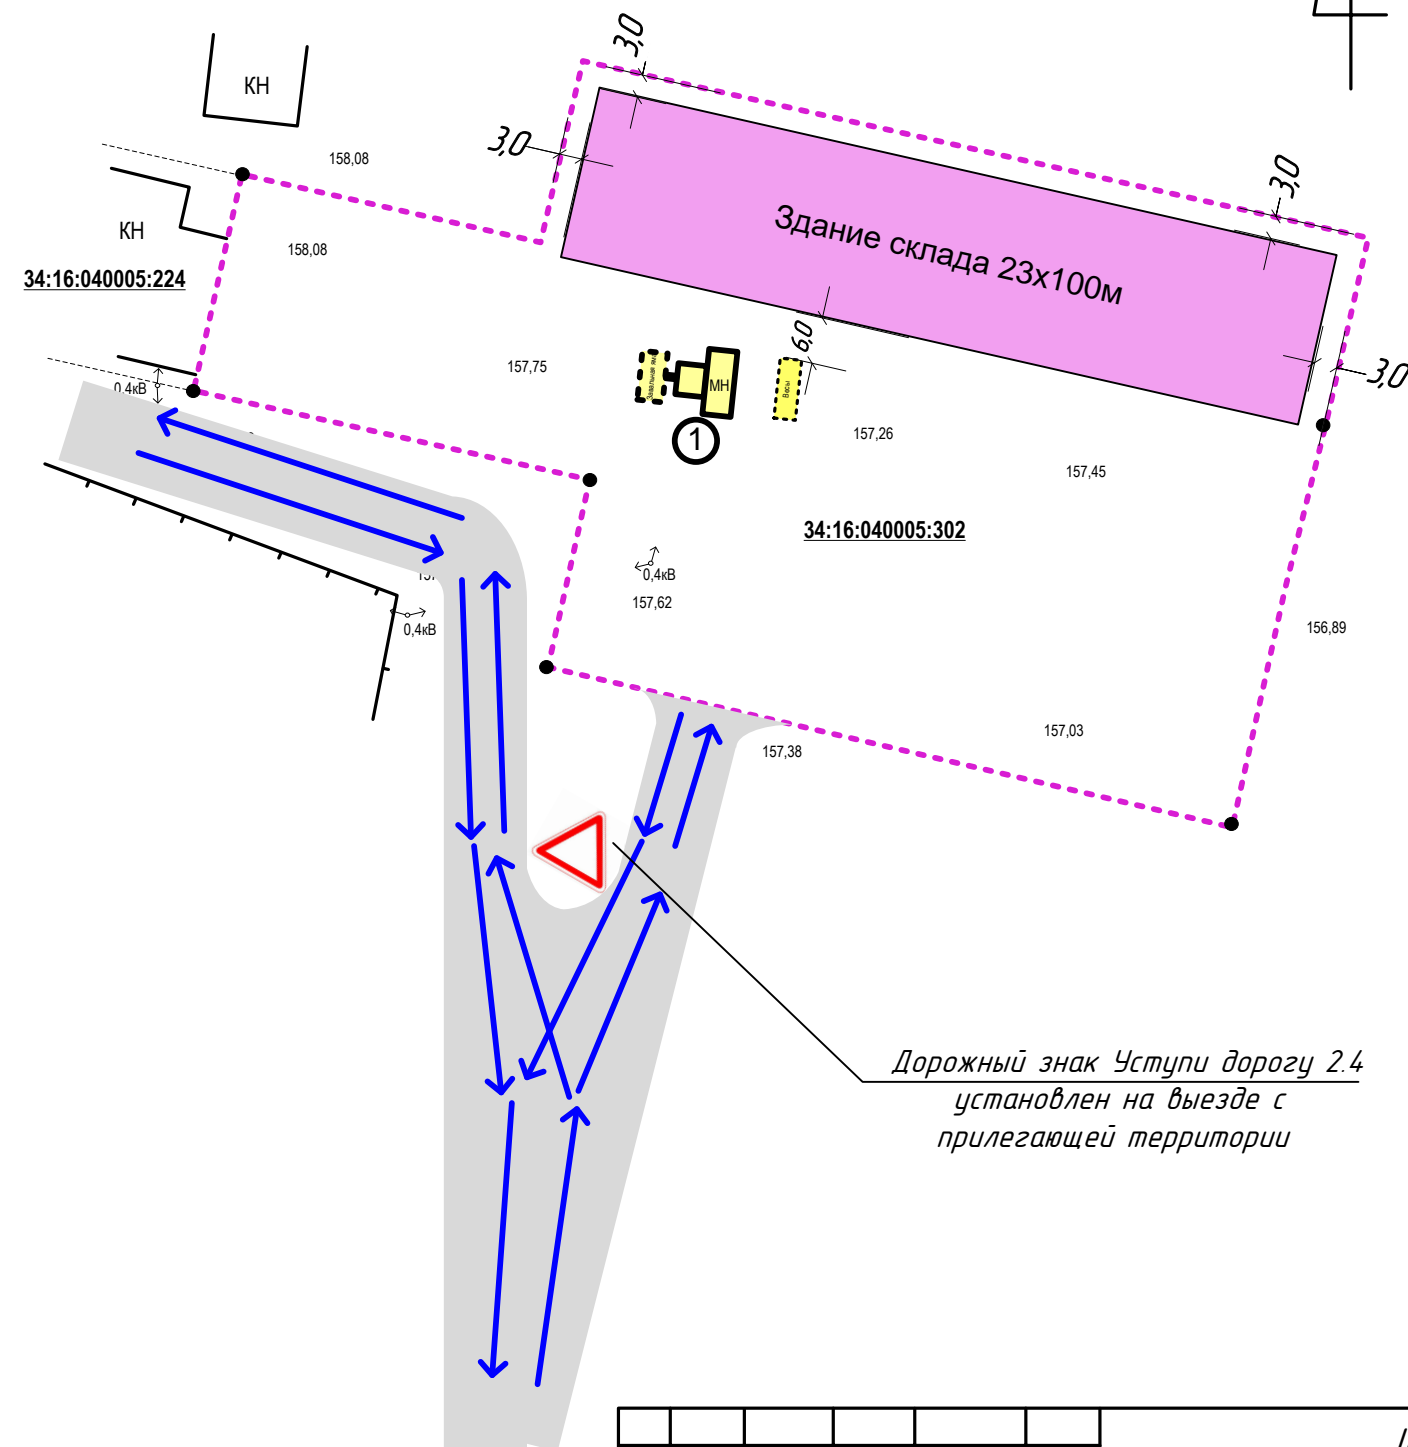 3,0
КН
3,0
158,08
3,0
КН
158,08
Здание склада 23х100м
34:16:040005:224
6,0
157,75
МН
Весы
3,0
0,4кВ
1
157,26
157,45
34:16:040005:302
0,4кВ
157,62
0,4кВ
156,89
157,03
157,38
Дорожный знак Уступи дорогу 2.4
установлен на выезде с
прилегающей территории